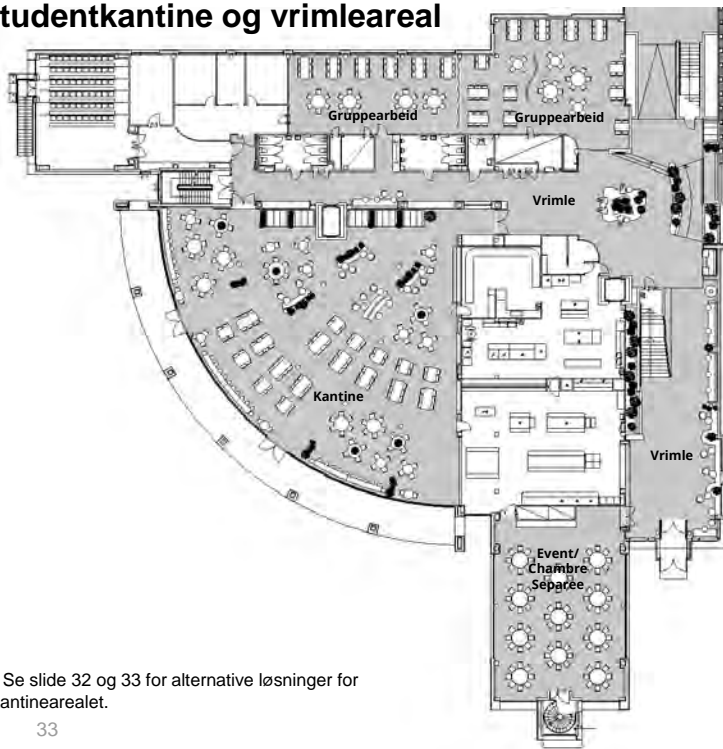 tudentkantine og vrimleareal
Gruppearbeid
Gruppearbeid
Vrimle
Kantine
Vrimle
Event/
Chambre
Separee
Se slide 32 og 33 for alternative løsninger for
antinearealet.
33